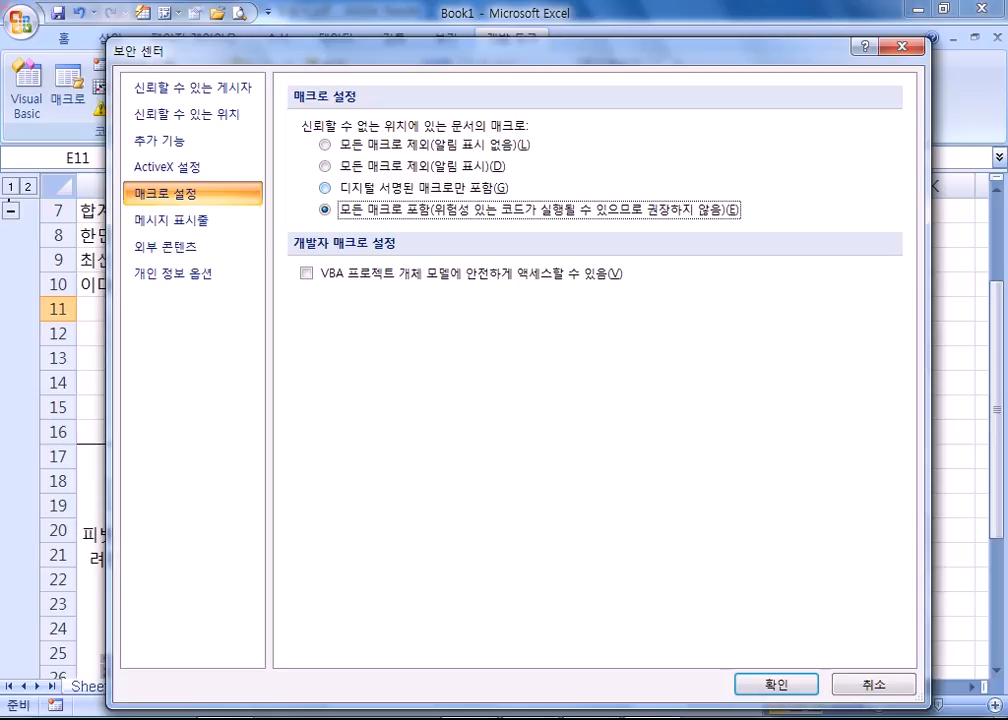 Book1 - Microsoft Excel
홈
보안 센터
Visual Basic
매크로
E11
1 2
K
신뢰할 수 있는 게시자
신뢰할 수 있는 위치
추가 기능
ActiveX 설정
매크로 설정
메시지 표시줄
외부 콘텐츠
개인 정보 옵션
매크로 설정
신뢰할 수 없는 위치에 있는 문서의 매크로:
모든 매크로 제외(알림 표시 없음)(L)
모든 매크로 제외(알림 표시)(D)
디지털 서명된 매크로만 포함(G)
모든 매크로 포함(위험성 있는 코드가 실행될 수 있으므로 권장하지 않음)(E)
개발자 매크로 설정
VBA 프로젝트 개체 모델에 안전하게 액세스할 수 있음(V)
7
8 한
9 최
10 이
11
12
13
14
15
16
17
18
19
20 피벗
21 려
22
23
24
25
26
Shee
준비
확인
취소